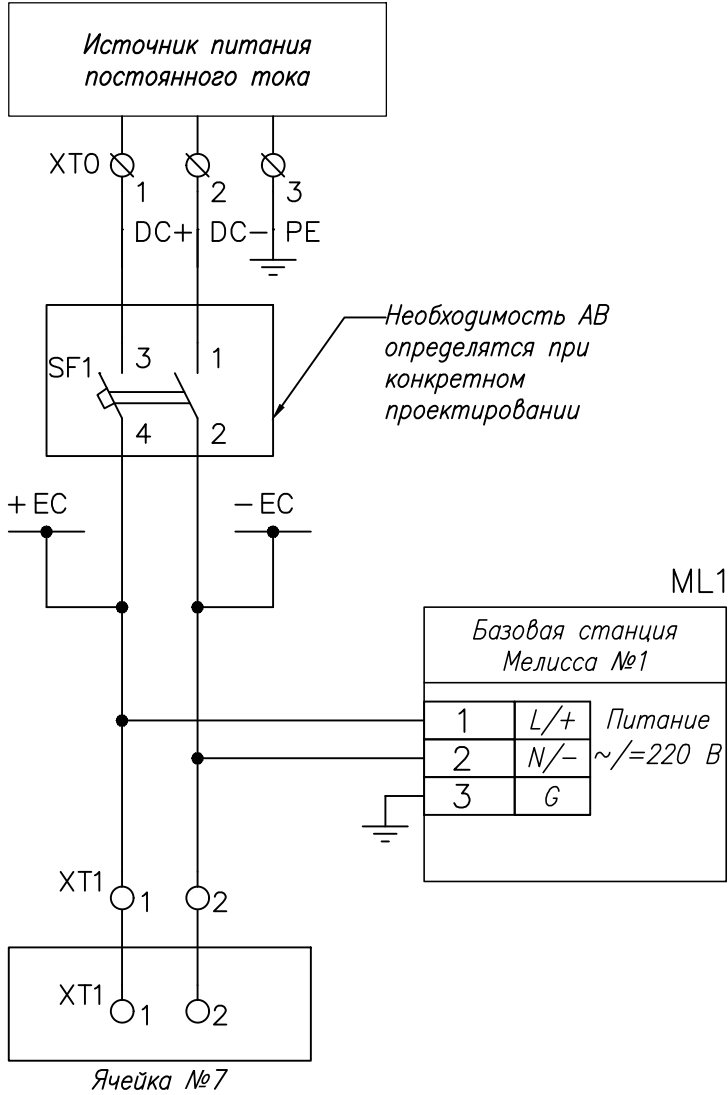 Источник питания
постоянного тока
XT0
1
2
3
DC+
DC−
PE
Необходимость АВ
определятся при
конкретном
проектировании
SF1
3
1
4
2
+EC
−EC
ML1
Базовая станция
Мелисса №1
1 L/+ Питание
2 N/− ~/=220 В
3 G
XT1
1
2
XT1
1
2
Ячейка №7